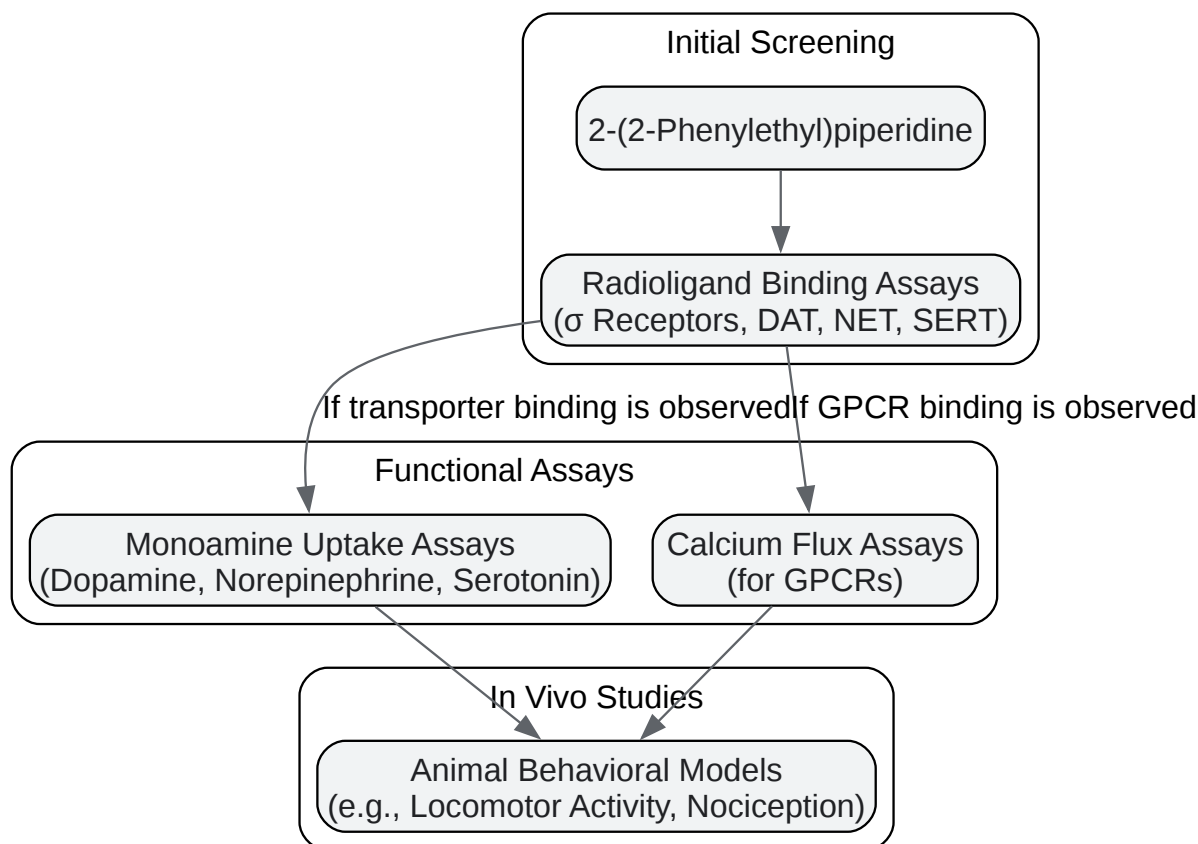 Initial Screening
2-(2-Phenylethyl)piperidine
Radioligand Binding Assays
(σ Receptors, DAT, NET, SERT)
If transporter binding is observed
If GPCR binding is observed
Functional Assays
Monoamine Uptake Assays
(Dopamine, Norepinephrine, Serotonin)
Calcium Flux Assays
(for GPCRs)
In Vivo Studies
Animal Behavioral Models
(e.g., Locomotor Activity, Nociception)